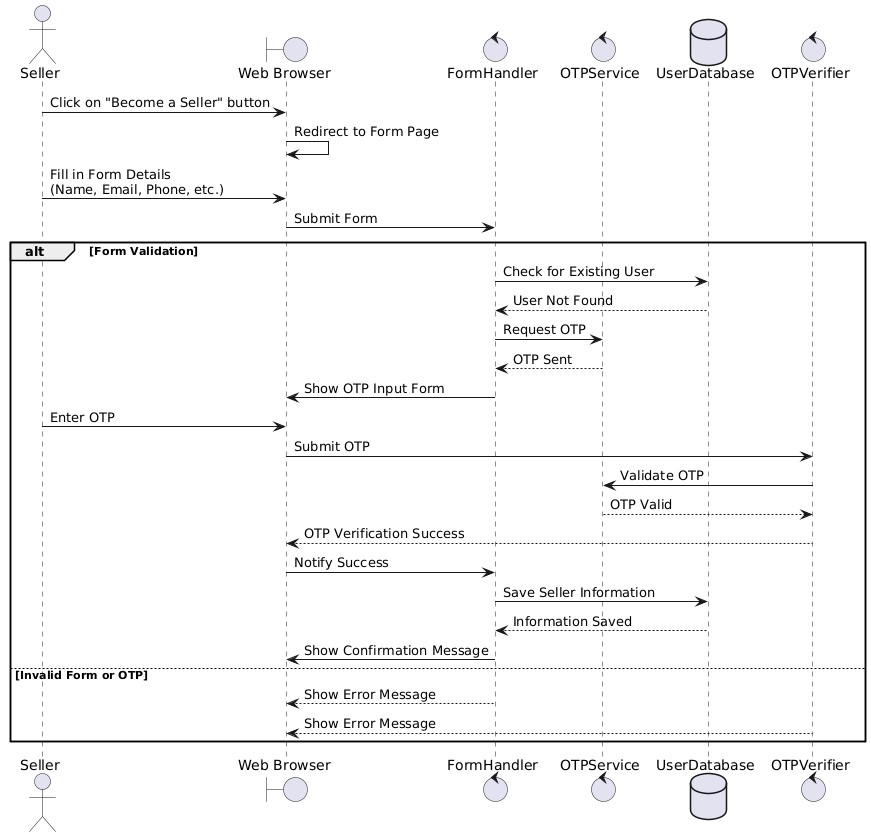 Seller
Web Browser
FormHandler
OTPService
UserDatabase
OTPVerifier
Click on "Become a Seller" button
Redirect to Form Page
Fill in Form Details
(Name, Email, Phone, etc.)
Submit Form
alt
[Form Validation]
Check for Existing User
User Not Found
Request OTP
OTP Sent
Show OTP Input Form
Enter OTP
Submit OTP
Validate OTP
OTP Valid
OTP Verification Success
Notify Success
Save Seller Information
Information Saved
Show Confirmation Message
[Invalid Form or OTP]
Show Error Message
Show Error Message
Seller
Web Browser
FormHandler
OTPService
UserDatabase
OTPVerifier